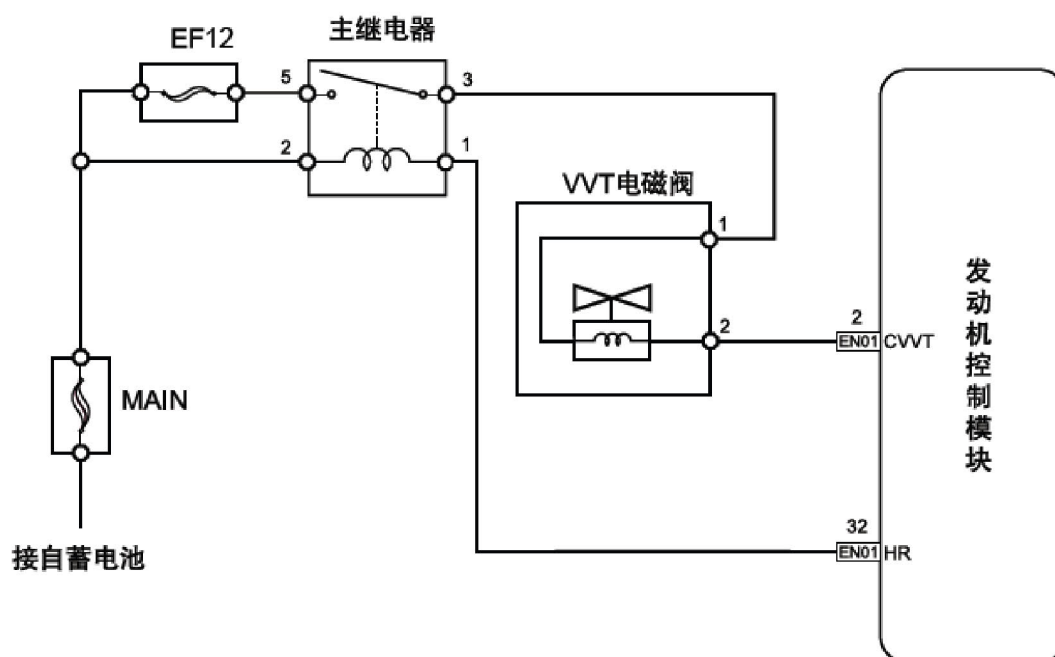 主继电器
EF12
5
3
2
1
VVT电磁阀
1
2
2
EN01 CVVT
发动机控制模块
MAIN
32
EN01 HR
接自蓄电池